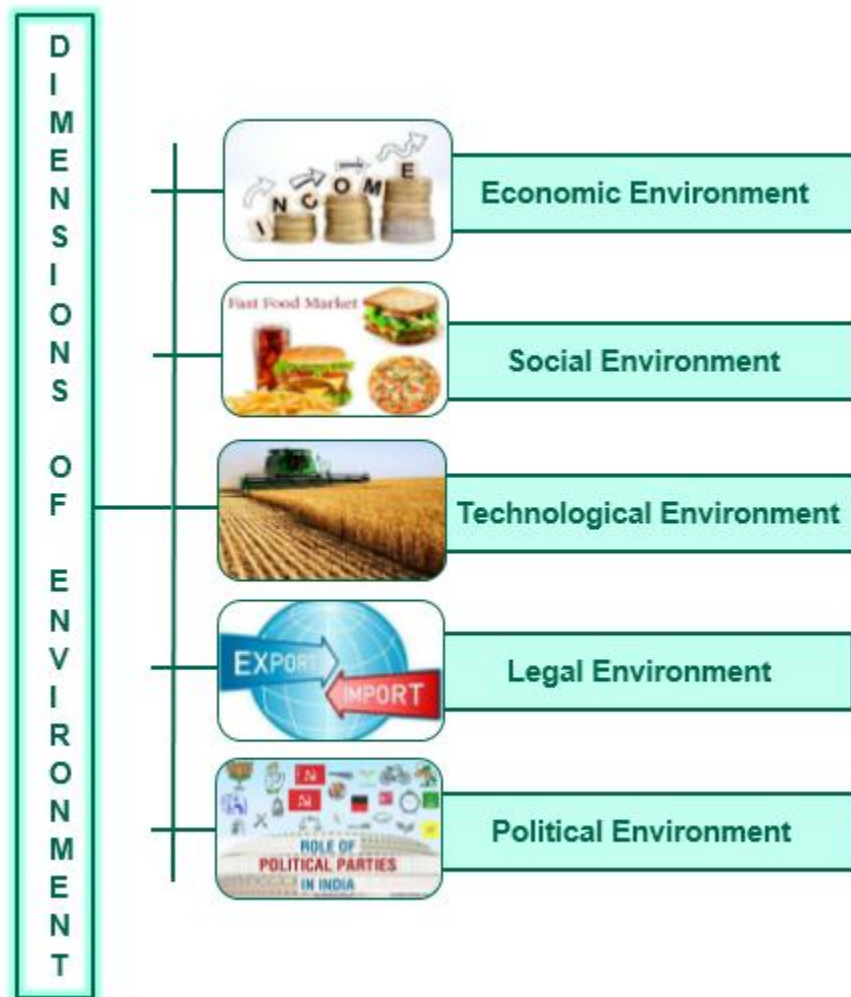 DIMENSIONS OF ENVIRONMENT
INCOME
Economic Environment
Fast Food Market
Social Environment
Technological Environment
EXPORT
IMPORT
Legal Environment
ROLE OF
POLITICAL PARTIES
IN INDIA
Political Environment